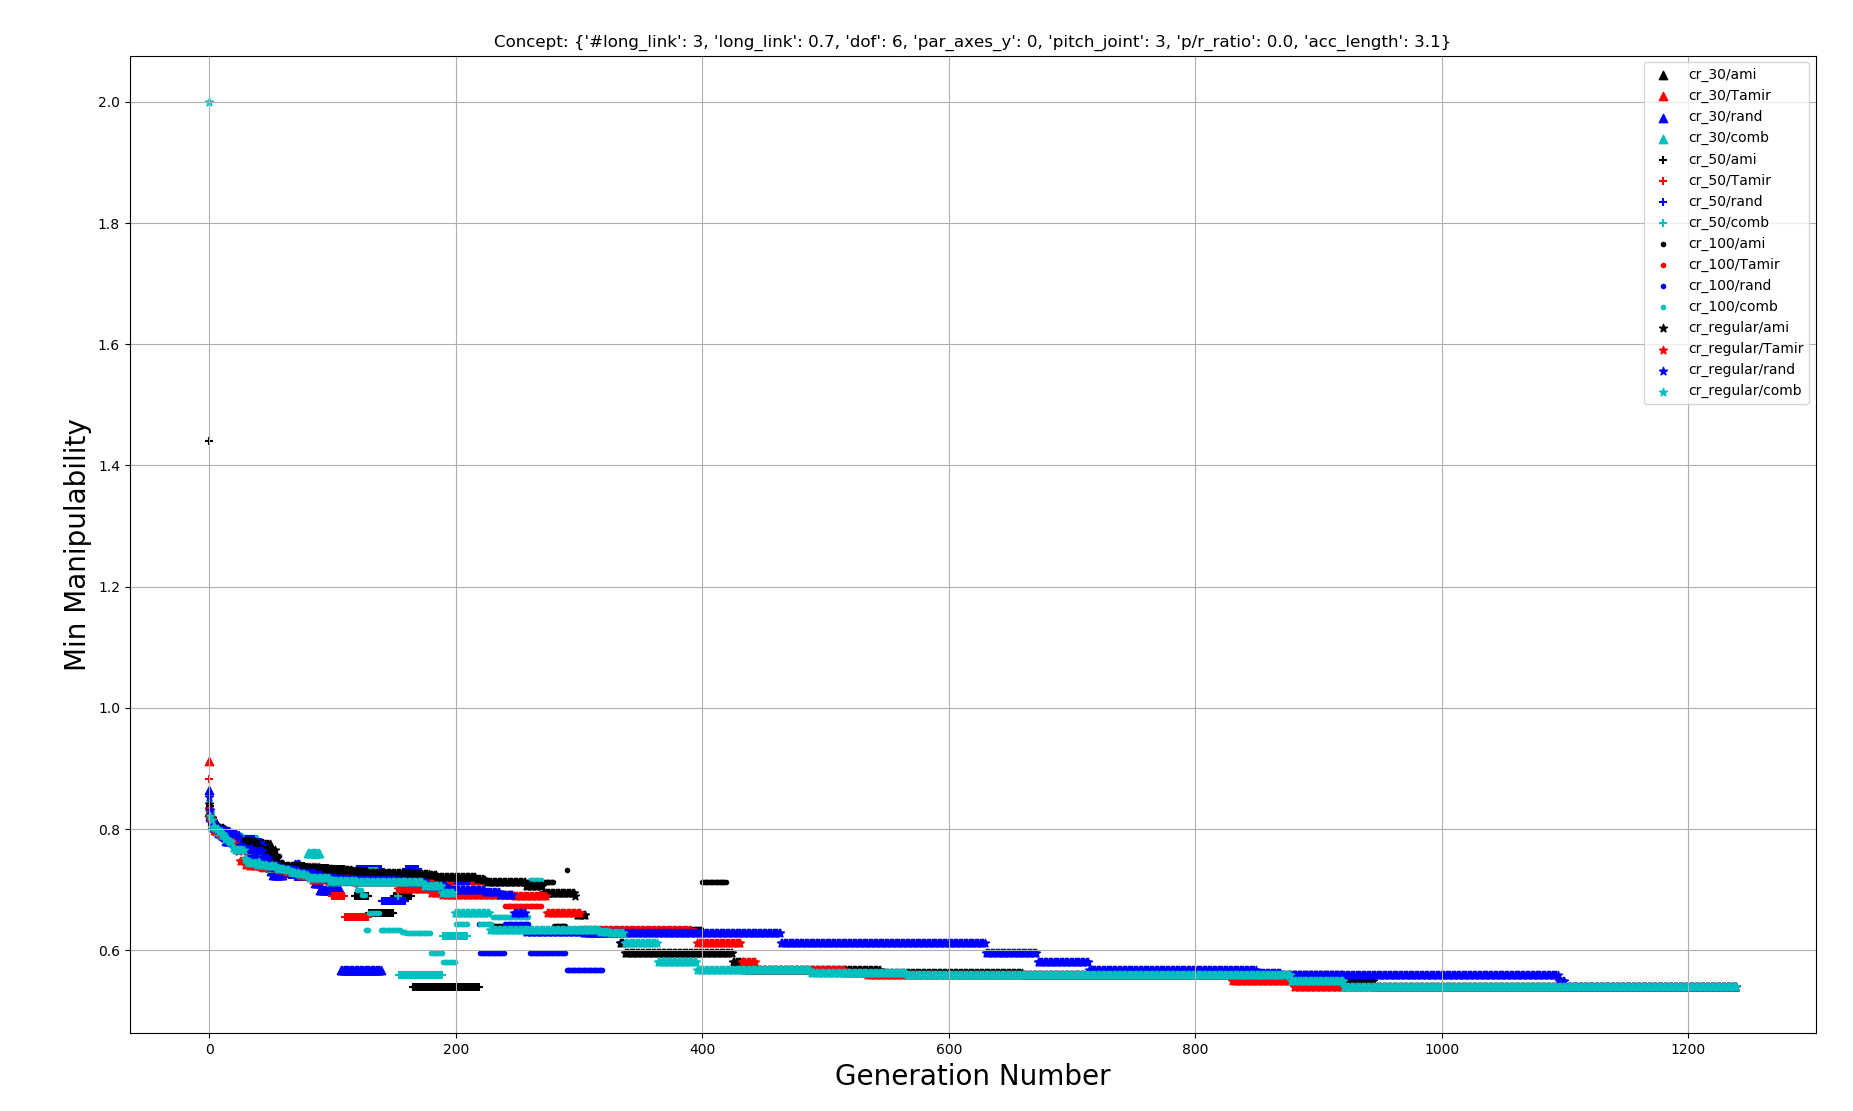 Concept: {'#long_link': 3, 'long_link': 0.7, 'dof': 6, 'par_axes_y': 0, 'pitch_joint': 3, 'p/r_ratio': 0.0, 'acc_length': 3.1}
cr_30/ami
cr_30/Tamir
cr_30/rand
cr_30/comb
cr_50/ami
cr_50/Tamir
cr_50/rand
cr_50/comb
cr_100/ami
cr_100/Tamir
cr_100/rand
cr_100/comb
cr_regular/ami
cr_regular/Tamir
cr_regular/rand
cr_regular/comb
Min Manipulability
2.0
1.8
1.6
1.4
1.2
1.0
0.8
0.6
0
200
400
600
800
1000
1200
Generation Number